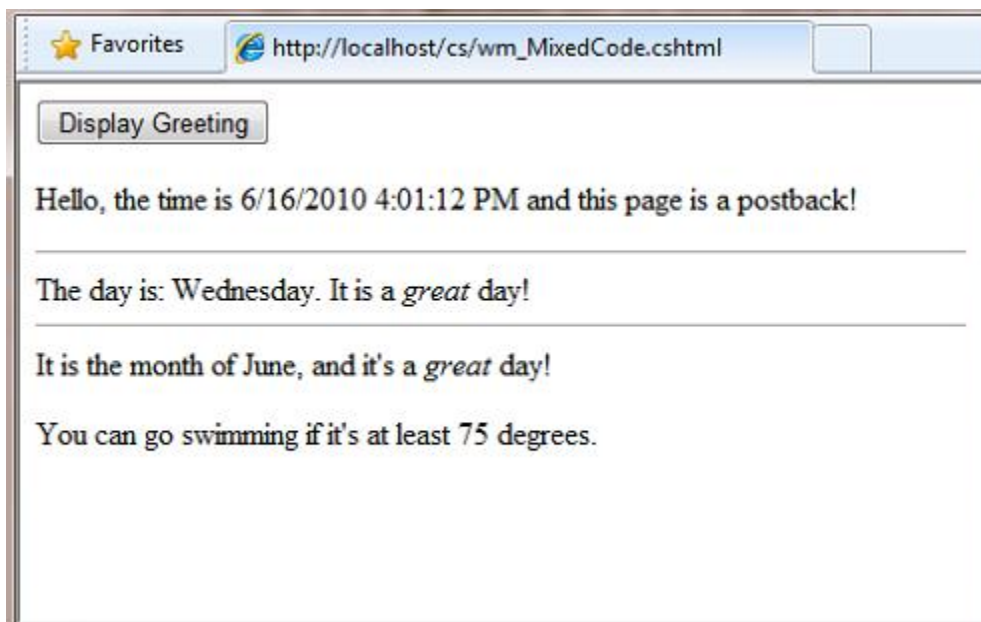 Favorites
http://localhost/cs/wm_MixedCode.cshtml
Display Greeting
Hello, the time is 6/16/2010 4:01:12 PM and this page is a postback!
The day is: Wednesday. It is a great day!
It is the month of June, and it's a great day!
You can go swimming if it's at least 75 degrees.